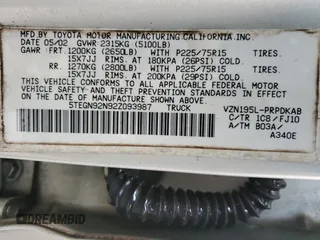 MFD BY TOYOTA MOTOR MANUFACTURING CALIFORNIA,INC.
DATE 05/02 GVWR 2315KG (5100LB)
GAWR FRT. 1200KG (2650LB) WITH P225/75R15 TIRES.
15X7JJ RIMS. AT 180KPA (26PSI) COLD.
RR. 1270KG (2800LB) WITH P225/75R15 TIRES.
15X7JJ RIMS. AT 200KPA (29PSI) COLD.
THIS VEHICLE CONFORMS TO ALL APPLICABLE FEDERAL MOTOR
VEHICLE SAFETY STANDARDS IN EFFECT ON THE DATE OF
MANUFACTURE SHOWN ABOVE.
5TEGN92N92Z093987 TRUCK
VZN195L-PRPDKAB
C/TR 1C8/FJ10
A/TM B03A/
A340E
DREAMBID